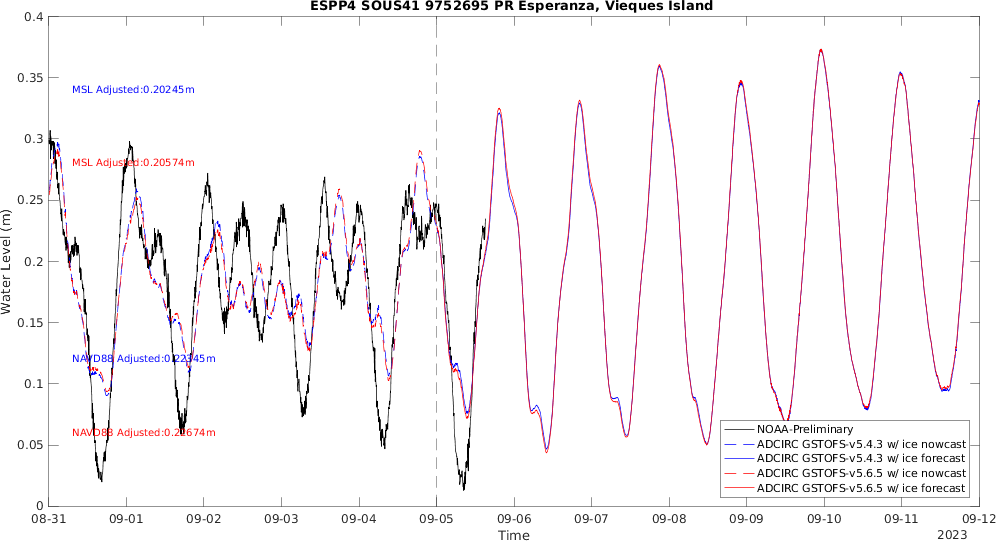 ESPP4 SOUS41 9752695 PR Esperanza, Vieques Island
0.4
0.35
0.3
0.25
0.2
0.15
0.1
0.05
0
Water Level (m)
MSL Adjusted:0.20245m
MSL Adjusted:0.20574m
NAVD88 Adjusted:0.22345m
NAVD88 Adjusted:0.22674m
NOAA-Preliminary
ADCIRC GSTOFS-v5.4.3 w/ ice nowcast
ADCIRC GSTOFS-v5.4.3 w/ ice forecast
ADCIRC GSTOFS-v5.6.5 w/ ice nowcast
ADCIRC GSTOFS-v5.6.5 w/ ice forecast
08-31 09-01 09-02 09-03 09-04 09-05 09-06 09-07 09-08 09-09 09-10 09-11 09-12
Time
2023